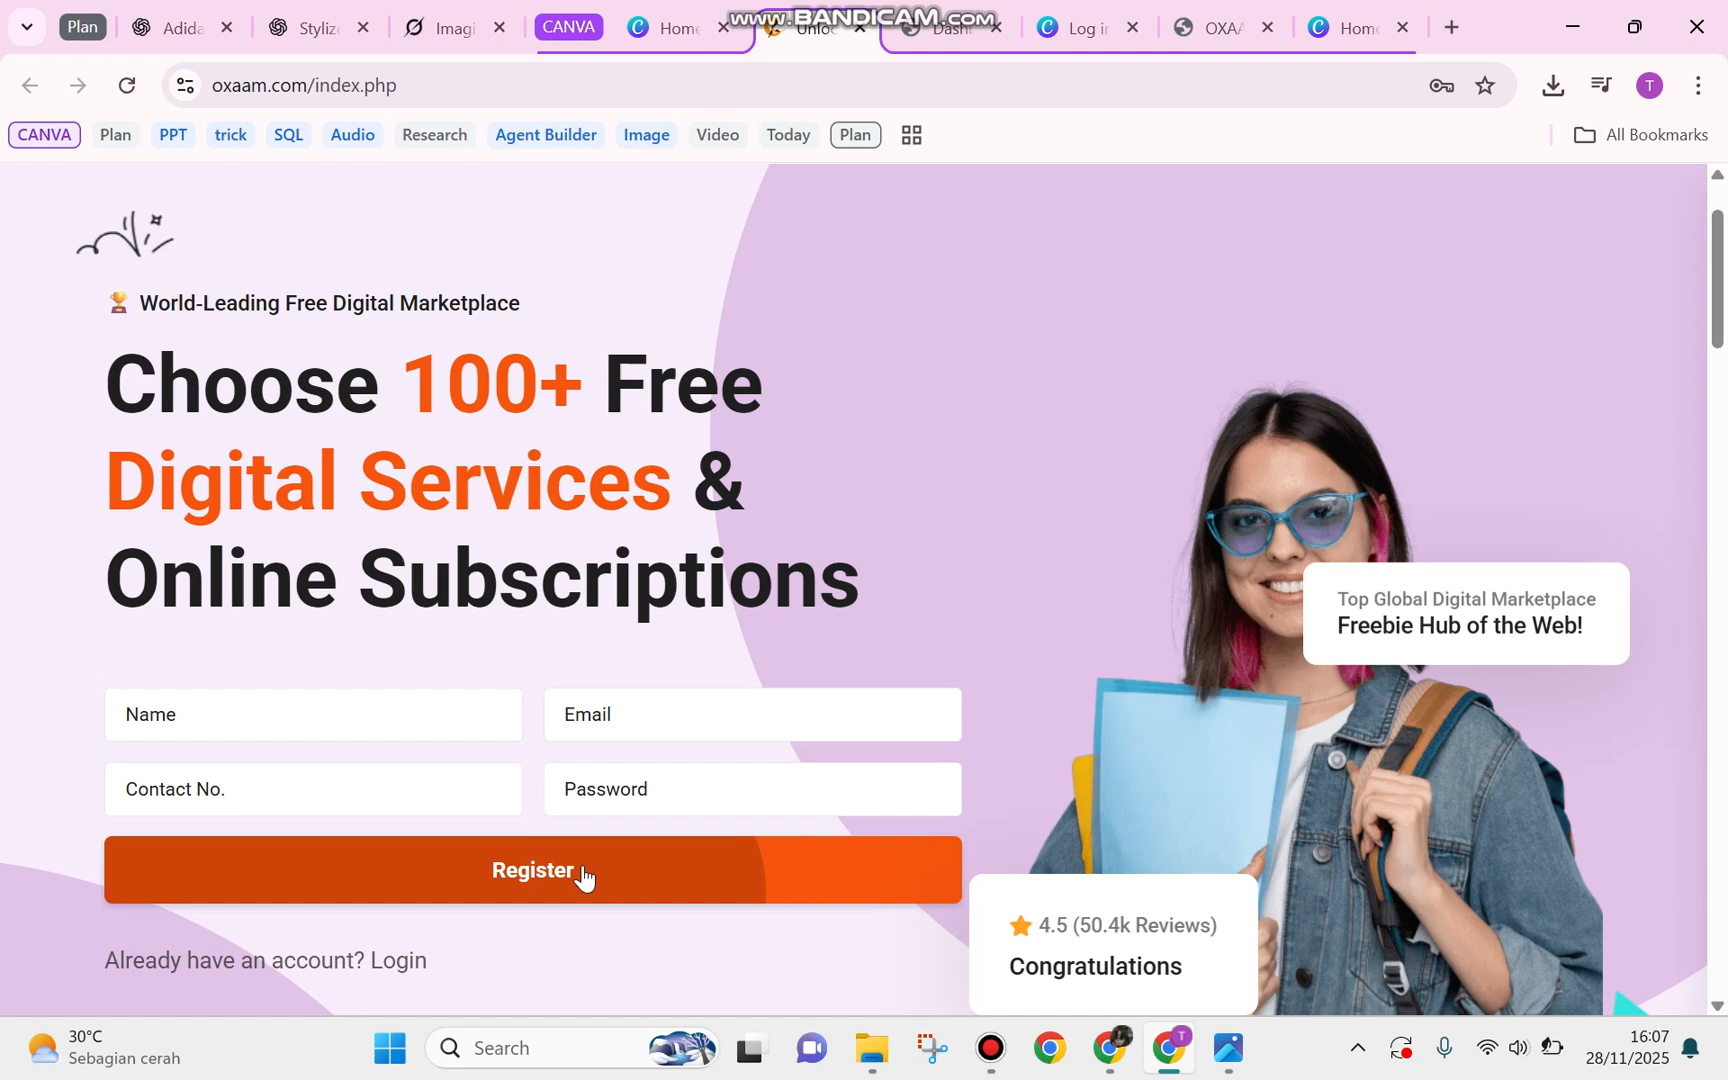 Plan
Adida
Styliz
Imagi
CANVA
Home
Unloc
Dash
Log in
OXAA
Home
www.BANDICAM.com
oxaam.com/index.php
T
CANVA
Plan
PPT
trick
SQL
Audio
Research
Agent Builder
Image
Video
Today
Plan
All Bookmarks
World-Leading Free Digital Marketplace
Choose 100+ Free
Digital Services &
Online Subscriptions
Name
Email
Contact No.
Password
Register
Already have an account? Login
Top Global Digital Marketplace
Freebie Hub of the Web!
4.5 (50.4k Reviews)
Congratulations
30°C
Sebagian cerah
Search
T
16:07
28/11/2025